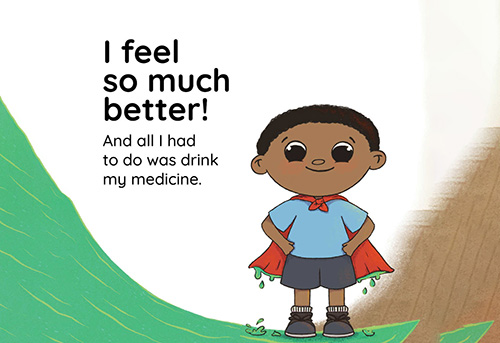 I feel
so much
better!
And all I had
to do was drink
my medicine.